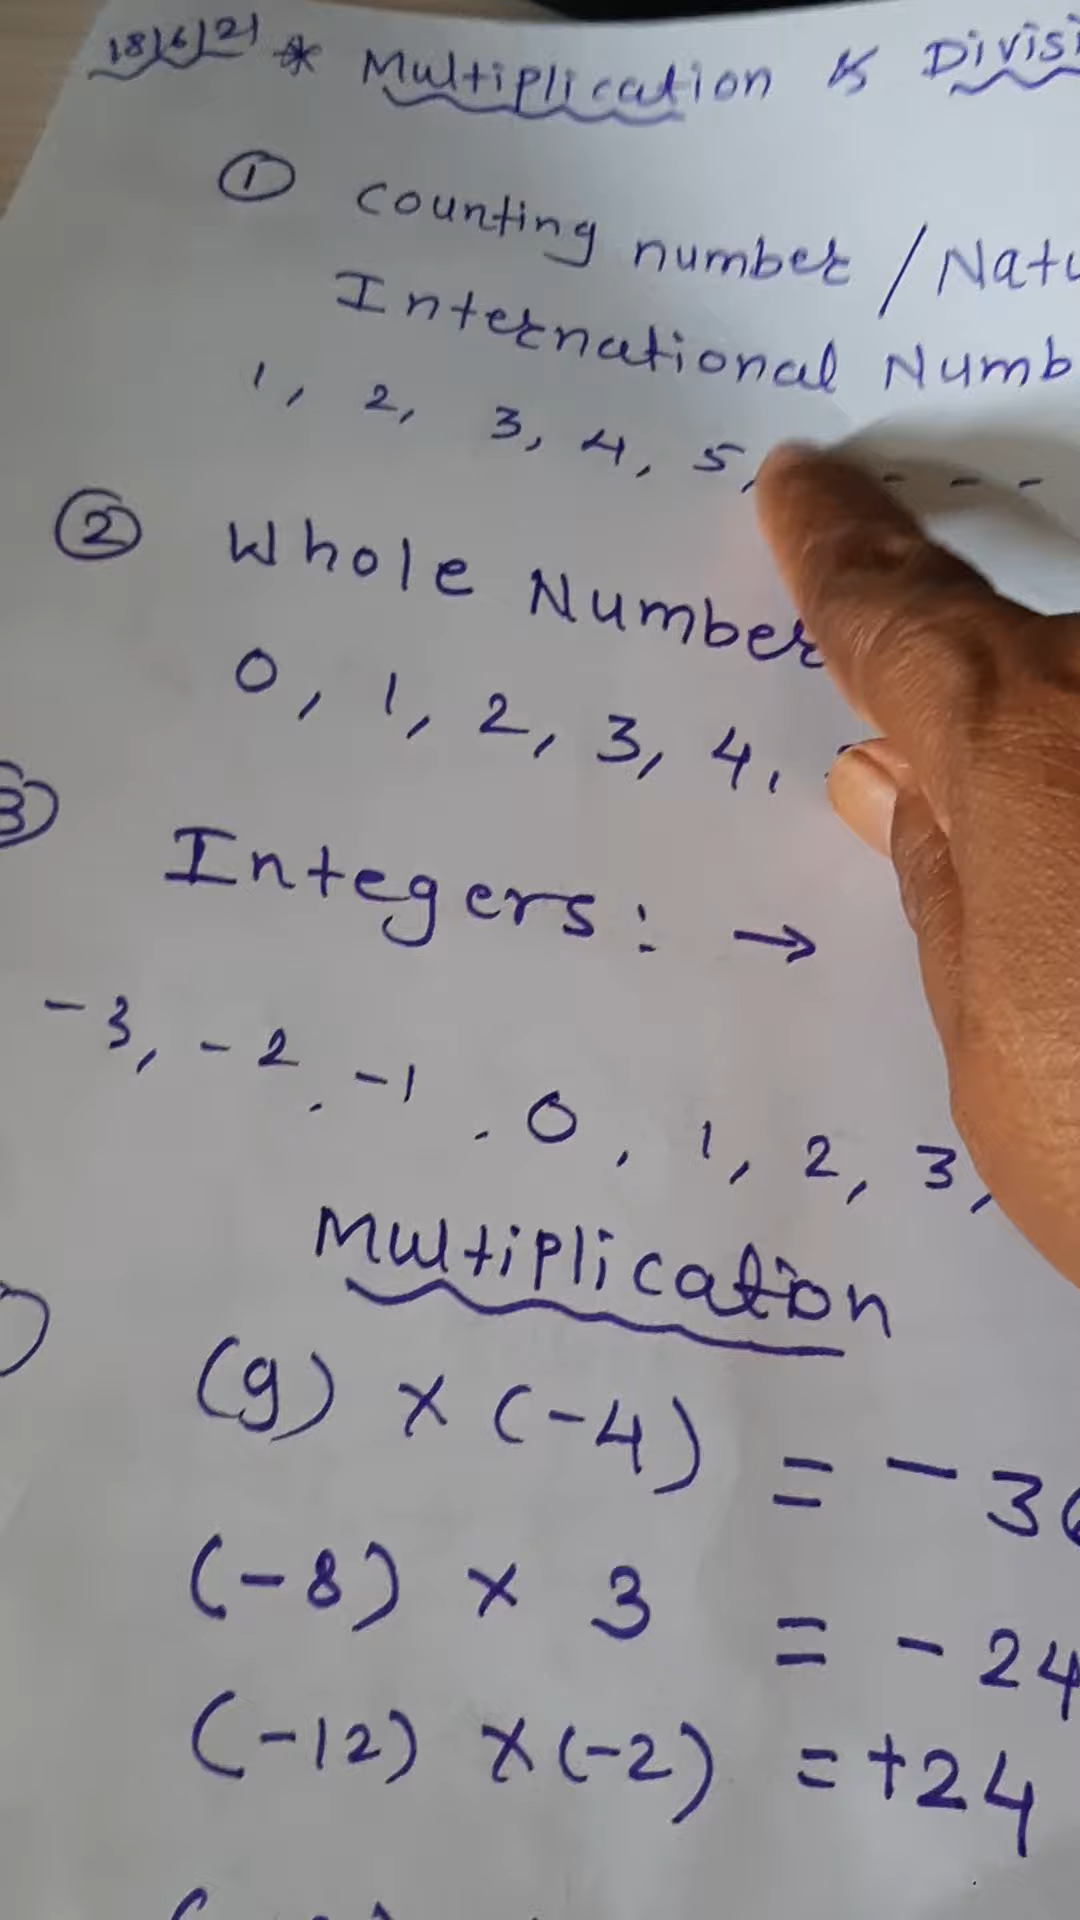 18/6/21 * Multiplication & Divisi
① Counting number / Natu
International Numb
1, 2, 3, 4, 5, - - - -
② Whole Number
0, 1, 2, 3, 4,
3 Integers: →
-3, -2, -1, 0, 1, 2, 3,
Multiplication
(9) × (-4) = -36
(-8) × 3 = -24
(-12) × (-2) = +24